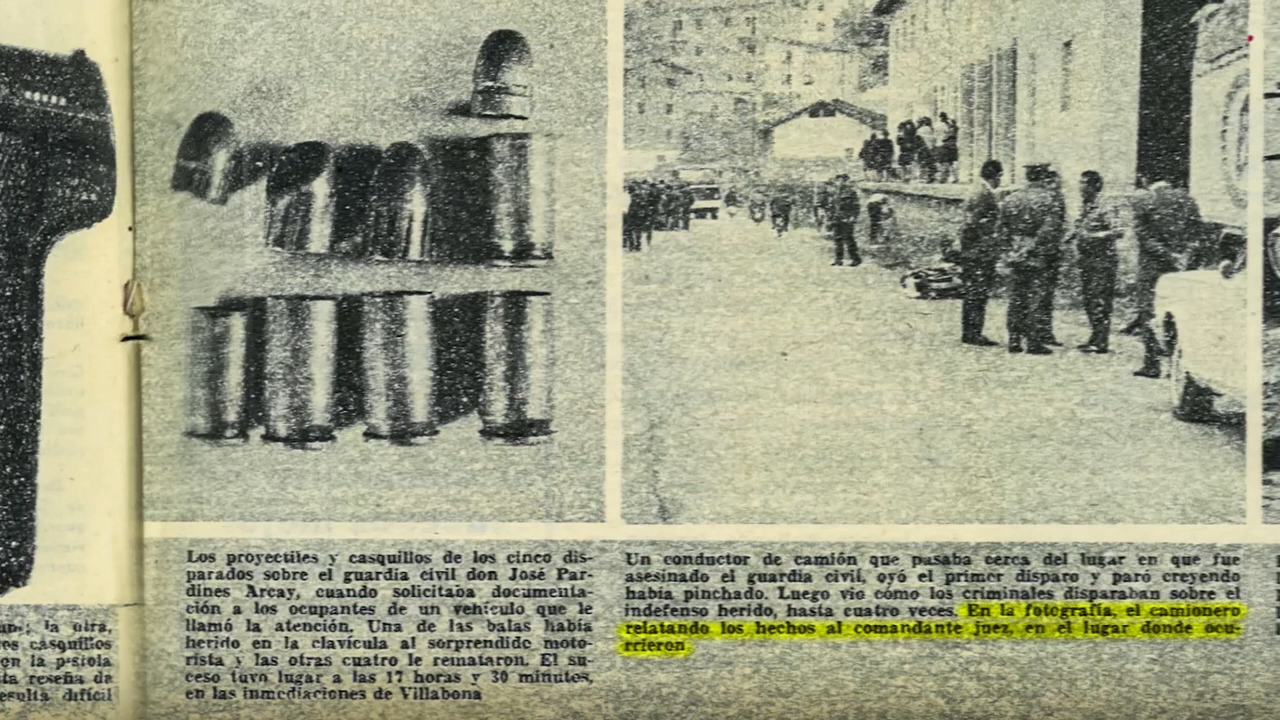 la otra,
casquillos
en la pistola
reseña de
resulta difícil
Los proyectiles y casquillos de los cinco dis-
parados sobre el guardia civil don José Par-
dines Arcay, cuando solicitaba documenta-
ción a los ocupantes de un vehículo que le
llamó la atención. Una de las balas había
herido en la clavícula al sorprendido moto-
rista y las otras cuatro le remataron. El su-
ceso tuvo lugar a las 17 horas y 30 minutos,
en las inmediaciones de Villabona
Un conductor de camión que pasaba cerca del lugar en que fue
asesinado el guardia civil, oyó el primer disparo y paró creyendo
había pinchado. Luego vio cómo los criminales disparaban sobre el
indefenso herido, hasta cuatro veces. En la fotografía, el camionero
relatando los hechos al comandante juez, en el lugar donde ocu-
rrieron